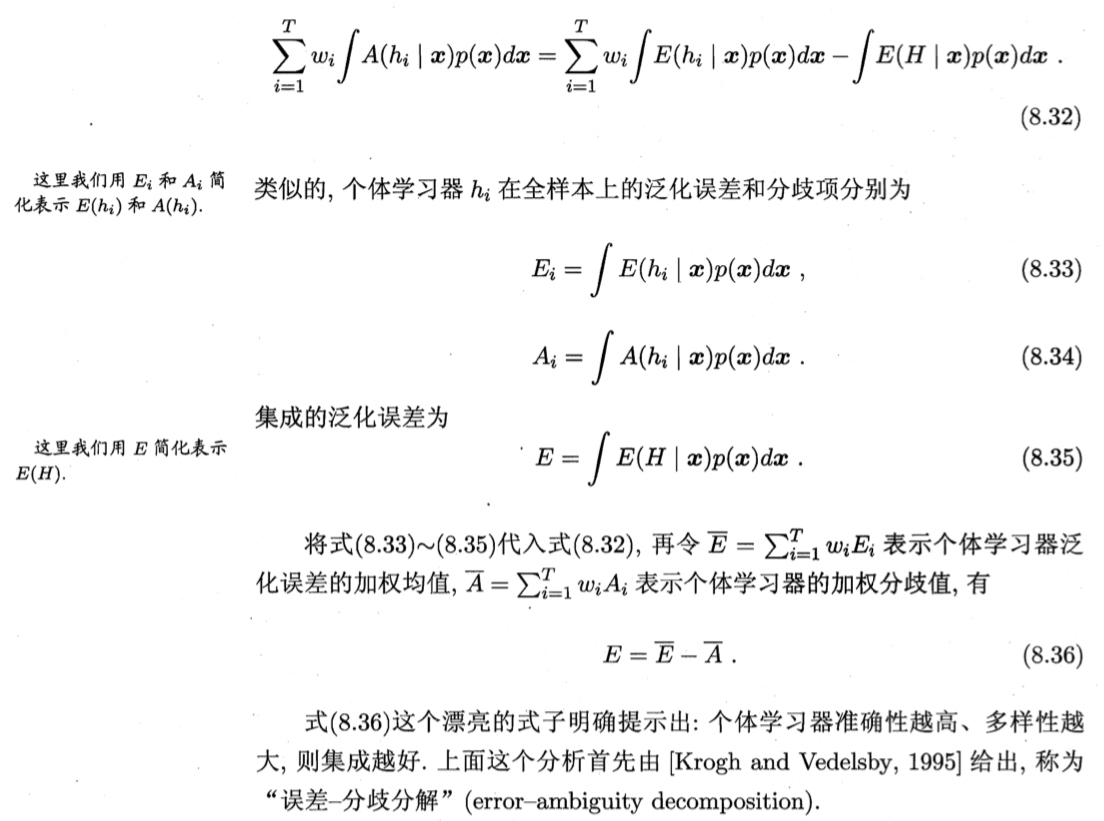 $$\sum_{i=1}^{T} w_i \int A(h_i \mid \boldsymbol{x})p(\boldsymbol{x})d\boldsymbol{x} = \sum_{i=1}^{T} w_i \int E(h_i \mid \boldsymbol{x})p(\boldsymbol{x})d\boldsymbol{x} - \int E(H \mid \boldsymbol{x})p(\boldsymbol{x})d\boldsymbol{x} .$$
(8.32)
这里我们用 $E_i$ 和 $A_i$ 简
化表示 $E(h_i)$ 和 $A(h_i)$.
类似的, 个体学习器 $h_i$ 在全样本上的泛化误差和分歧项分别为
$$E_i = \int E(h_i \mid \boldsymbol{x})p(\boldsymbol{x})d\boldsymbol{x} ,$$ (8.33)
$$A_i = \int A(h_i \mid \boldsymbol{x})p(\boldsymbol{x})d\boldsymbol{x} .$$ (8.34)
集成的泛化误差为
这里我们用 $E$ 简化表示
$E(H)$.
$$E = \int E(H \mid \boldsymbol{x})p(\boldsymbol{x})d\boldsymbol{x} .$$ (8.35)
将式(8.33)~(8.35)代入式(8.32), 再令 $\overline{E} = \sum_{i=1}^{T} w_i E_i$ 表示个体学习器泛
化误差的加权均值, $\overline{A} = \sum_{i=1}^{T} w_i A_i$ 表示个体学习器的加权分歧值, 有
$$E = \overline{E} - \overline{A} .$$ (8.36)
式(8.36)这个漂亮的式子明确提示出: 个体学习器准确性越高、多样性越
大, 则集成越好. 上面这个分析首先由 [Krogh and Vedelsby, 1995] 给出, 称为
“误差–分歧分解” (error–ambiguity decomposition).